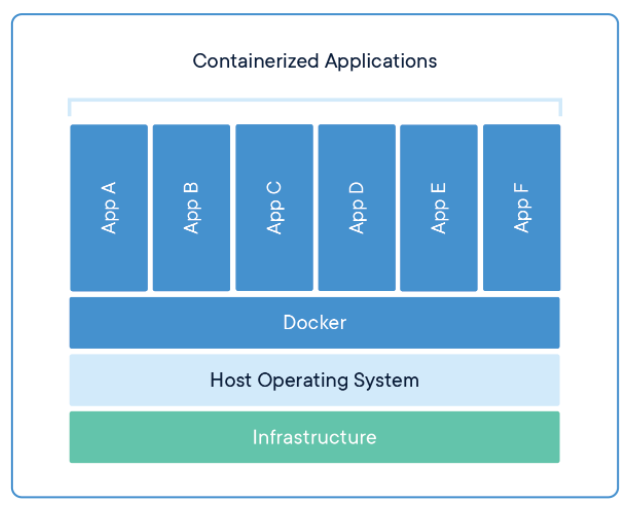 Containerized Applications
App A
App B
App C
App D
App E
App F
Docker
Host Operating System
Infrastructure